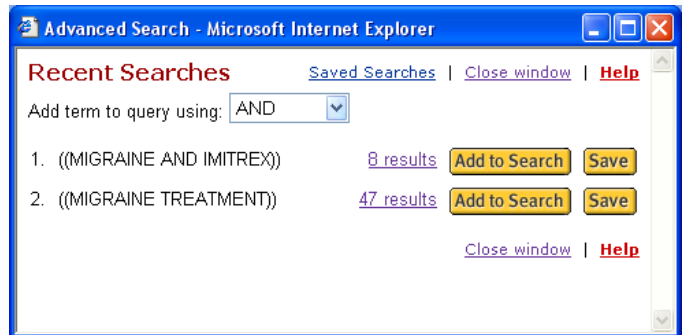 Advanced Search - Microsoft Internet Explorer
Recent Searches Saved Searches | Close window | Help
Add term to query using: AND
1. ((MIGRAINE AND IMITREX)) 8 results Add to Search Save
2. ((MIGRAINE TREATMENT)) 47 results Add to Search Save
Close window | Help